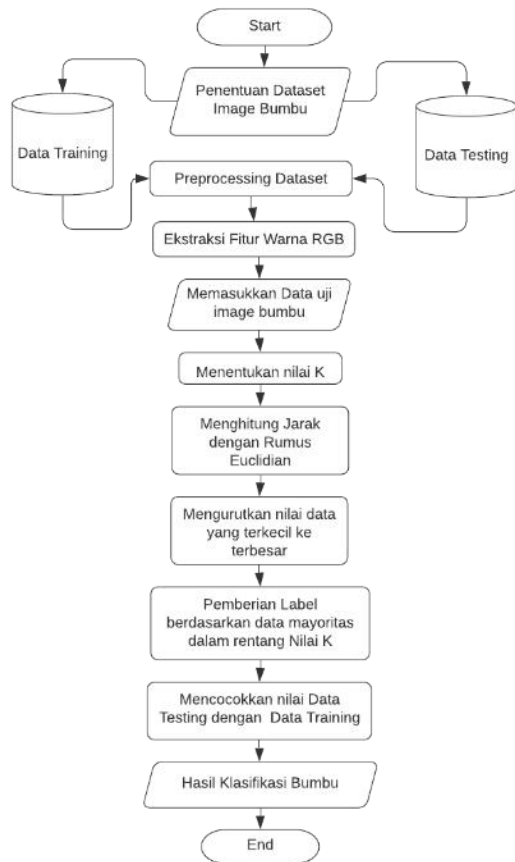 Start
Penentuan Dataset
Image Bumbu
Data Training
Data Testing
Preprocessing Dataset
Ekstraksi Fitur Warna RGB
Memasukkan Data uji
image bumbu
Menentukan nilai K
Menghitung Jarak
dengan Rumus
Euclidian
Mengurutkan nilai data
yang terkecil ke
terbesar
Pemberian Label
berdasarkan data mayoritas
dalam rentang Nilai K
Mencocokkan nilai Data
Testing dengan Data Training
Hasil Klasifikasi Bumbu
End